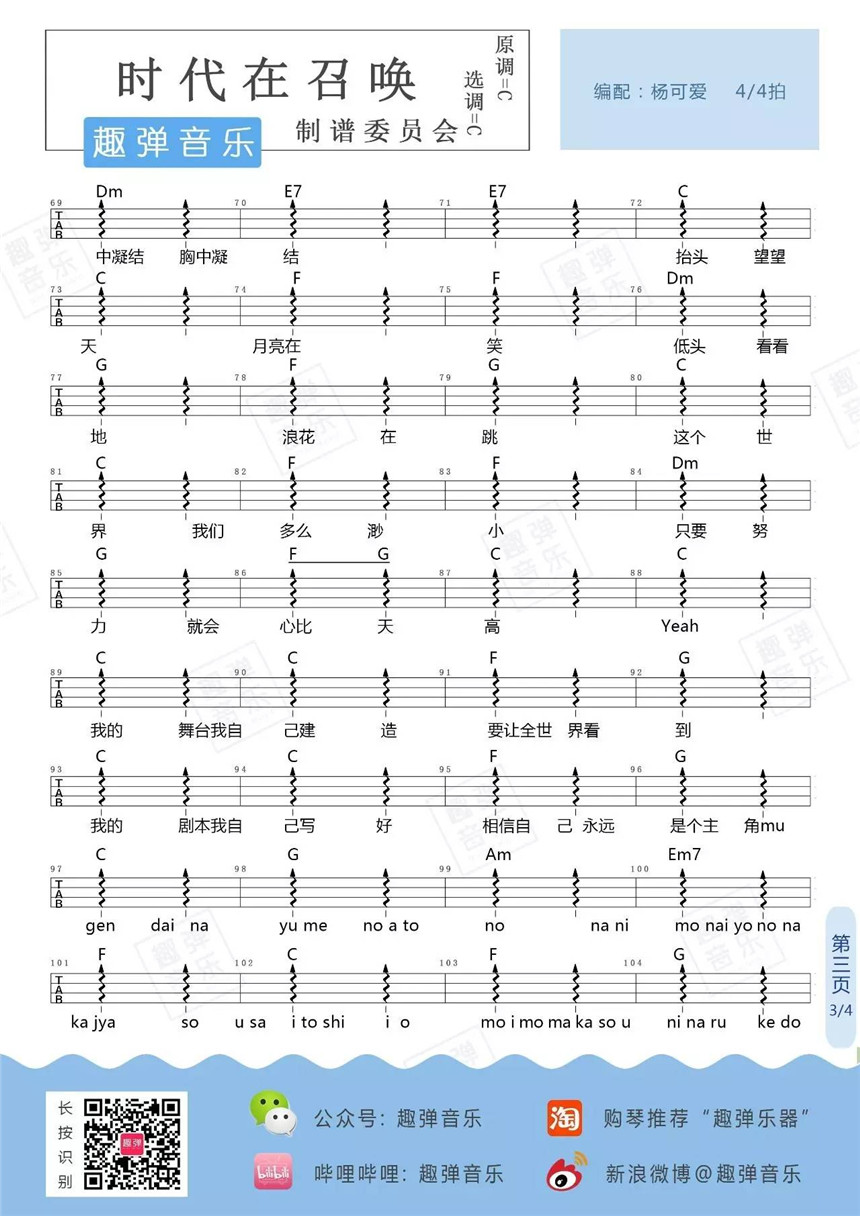 时代在召唤
原调=C
选调=C
趣弹音乐 制谱委员会
编配：杨可爱 4/4拍
Dm E7 E7 C
69 70 71 72
TAB
中凝结 胸中凝 结 抬头 望望
C F F Dm
73 74 75 76
TAB
天 月亮在 笑 低头 看看
G F G C
77 78 79 80
TAB
地 浪花 在 跳 这个 世
C F F Dm
81 82 83 84
TAB
界 我们 多么 渺 小 只要 努
G F G C C
85 86 87 88
TAB
力 就会 心比 天 高 Yeah
C C F G
89 90 91 92
TAB
我的 舞台我自 己建 造 要让全世 界看 到
C C F G
93 94 95 96
TAB
我的 剧本我自 己写 好 相信自 己 永远 是个主 角mu
C G Am Em7
97 98 99 100
TAB
gen dai na yu me no a to no na ni mo nai yo no na
F C F G
101 102 103 104
TAB
ka jya so u sa i to shi i o mo i mo ma ka so u ni na ru ke do
第三页
3/4
长按识别
趣弹
公众号：趣弹音乐
淘 购琴推荐“趣弹乐器”
bilibili 哔哩哔哩：趣弹音乐
新浪微博@趣弹音乐